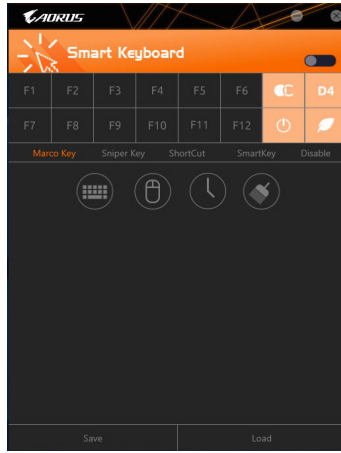 AORUS
Smart Keyboard
F1 F2 F3 F4 F5 F6 D4
F7 F8 F9 F10 F11 F12
Marco Key Sniper Key ShortCut SmartKey Disable
Save Load